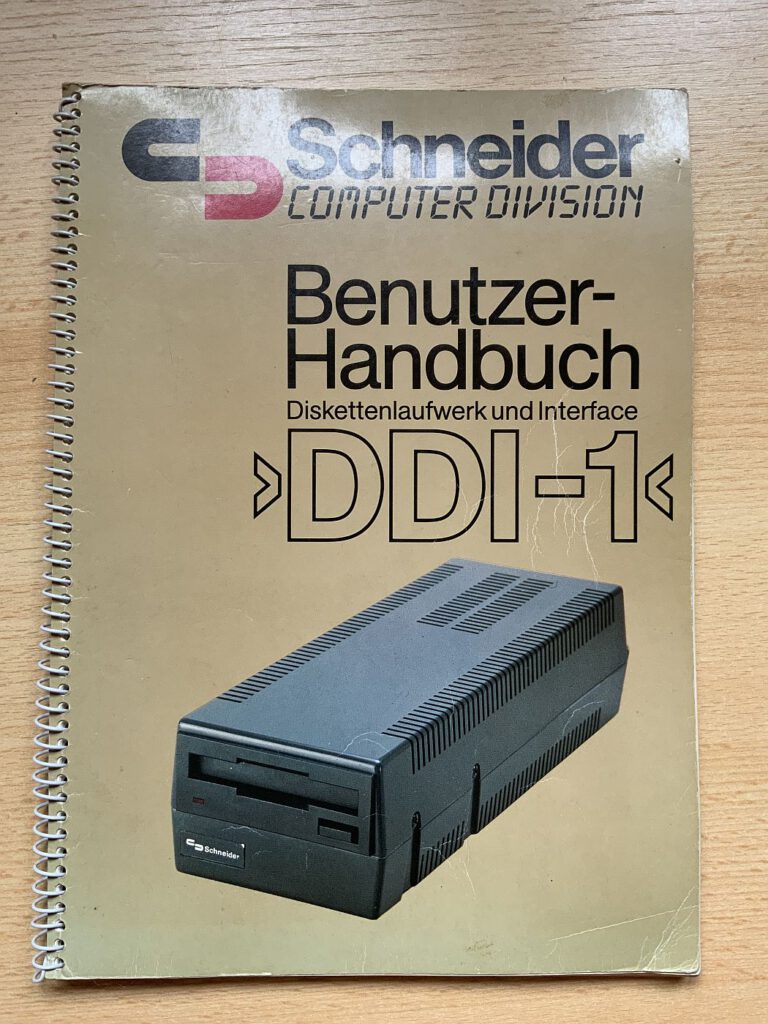 Schneider
COMPUTER DIVISION
Benutzer-
Handbuch
Diskettenlaufwerk und Interface
>DDI-1<
Schneider